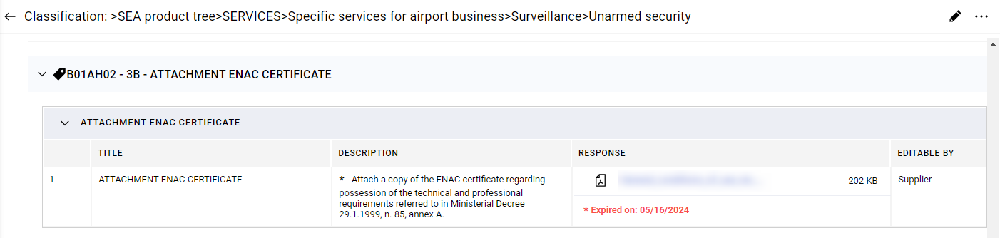 Classification: >SEA product tree>SERVICES>Specific services for airport business>Surveillance>Unarmed security
B01AH02 - 3B - ATTACHMENT ENAC CERTIFICATE
ATTACHMENT ENAC CERTIFICATE
TITLE DESCRIPTION RESPONSE EDITABLE BY
1 ATTACHMENT ENAC CERTIFICATE
* Attach a copy of the ENAC certificate regarding
possession of the technical and professional
requirements referred to in Ministerial Decree
29.1.1999, n. 85, annex A.
202 KB
* Expired on: 05/16/2024
Supplier